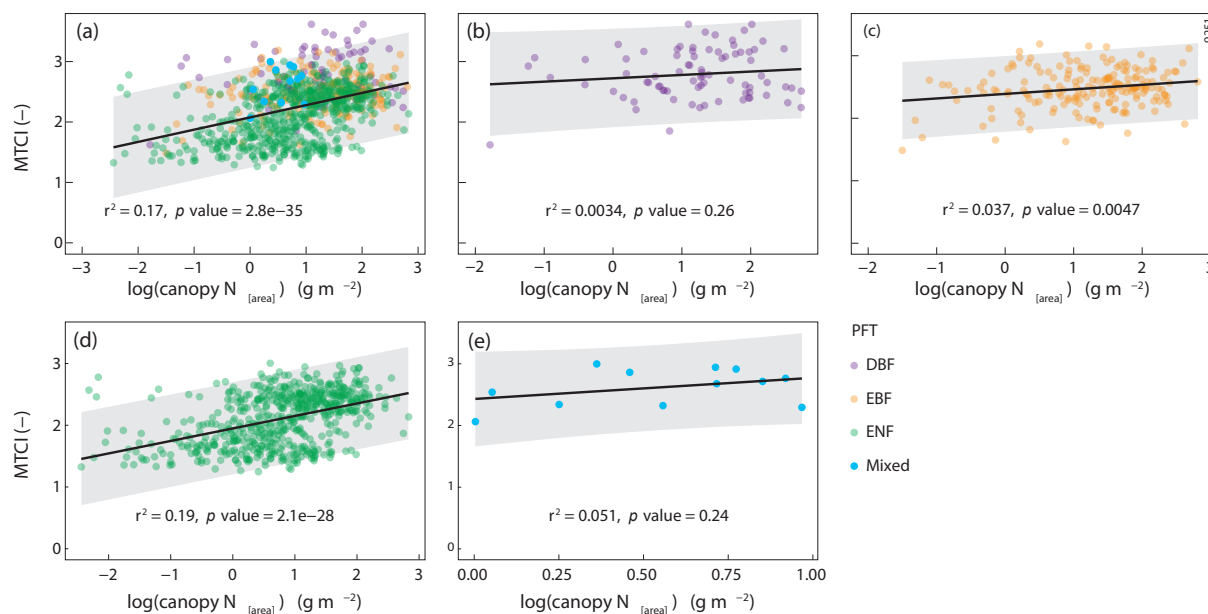 (a)
MTCI (−)
3
2
1
0
r² = 0.17, p value = 2.8e−35
−3 −2 −1 0 1 2 3
log(canopy N [area] ) (g m −2)
(b)
r² = 0.0034, p value = 0.26
−2 −1 0 1 2
log(canopy N [area] ) (g m −2)
(c)
r² = 0.037, p value = 0.0047
−1 0 1 2 3
log(canopy N [area] ) (g m −2)
(d)
MTCI (−)
3
2
1
0
r² = 0.19, p value = 2.1e−28
−2 −1 0 1 2 3
log(canopy N [area] ) (g m −2)
(e)
3
2
1
0
r² = 0.051, p value = 0.24
0.00 0.25 0.50 0.75 1.00
log(canopy N [area] ) (g m −2)
PFT
DBF
EBF
ENF
Mixed